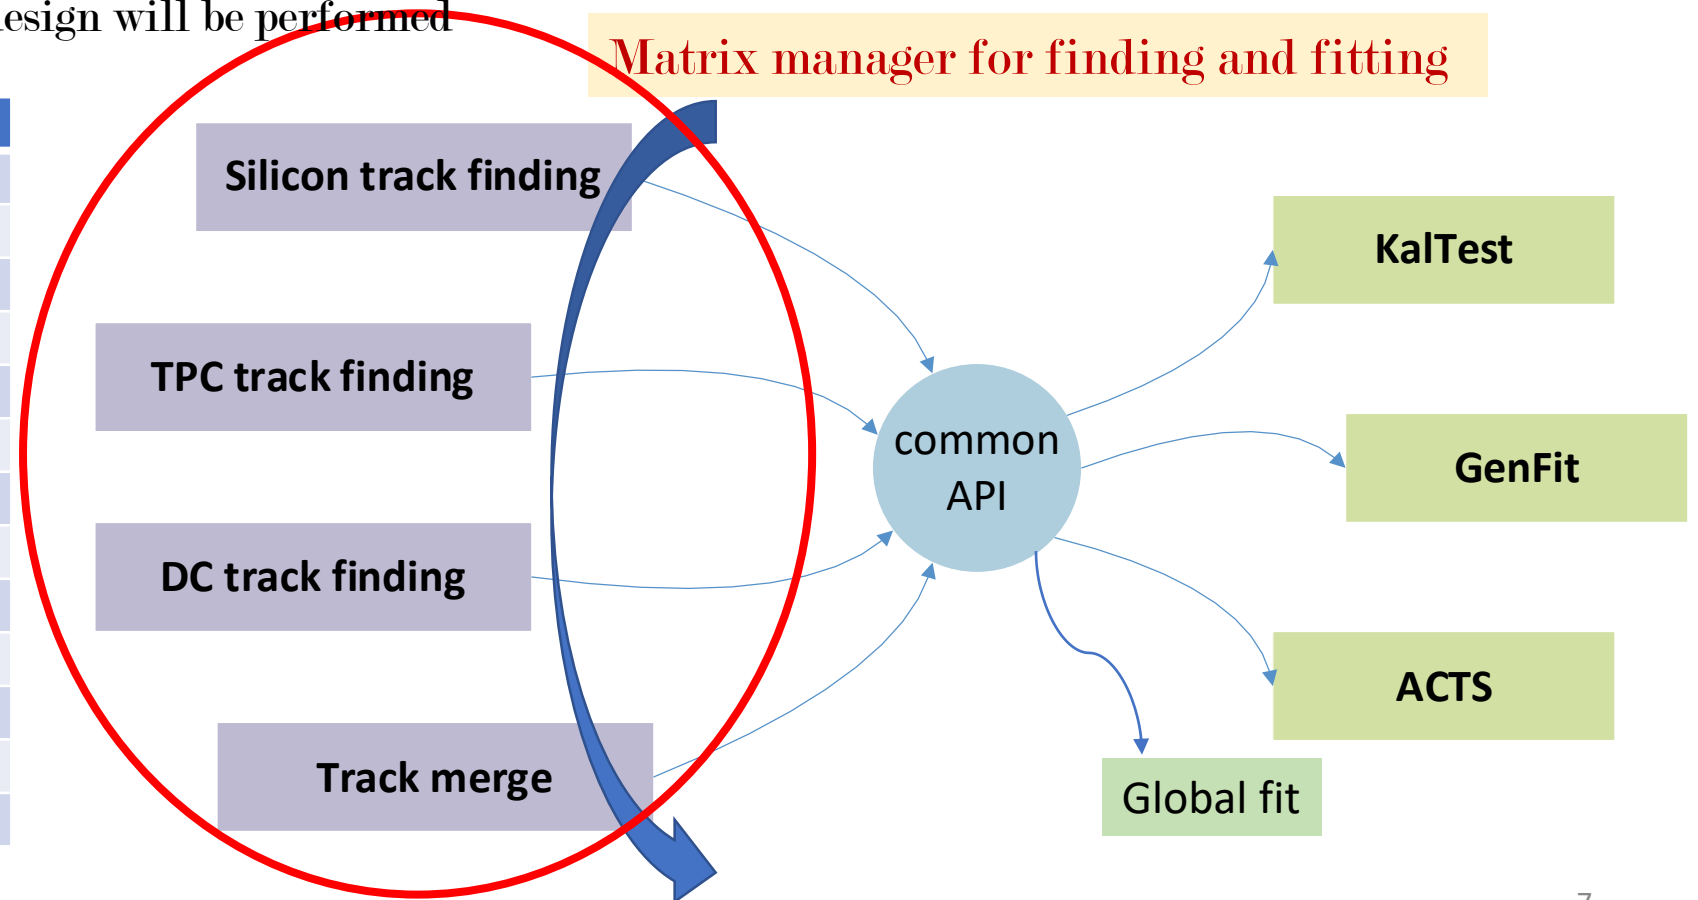 design will be performed
Matrix manager for finding and fitting
Silicon track finding
TPC track finding
DC track finding
Track merge
common
API
KalTest
GenFit
ACTS
Global fit